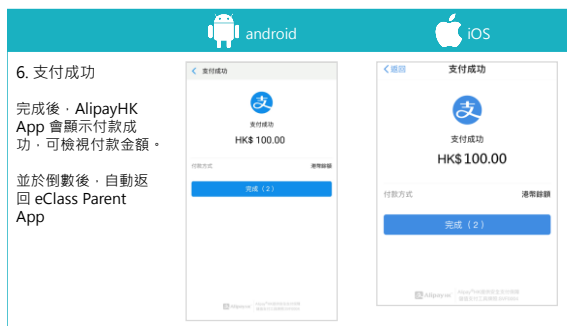 android
iOS
6. 支付成功
完成後，AlipayHK
App 會顯示付款成
功，可檢視付款金額。
並於倒數後，自動返
回 eClass Parent
App
支付成功
支付成功
HK$ 100.00
付款方式
港幣餘額
完成（2）
Alipay HK
返回
支付成功
支付成功
HK$100.00
付款方式
港幣餘額
完成（2）
Alipay HK